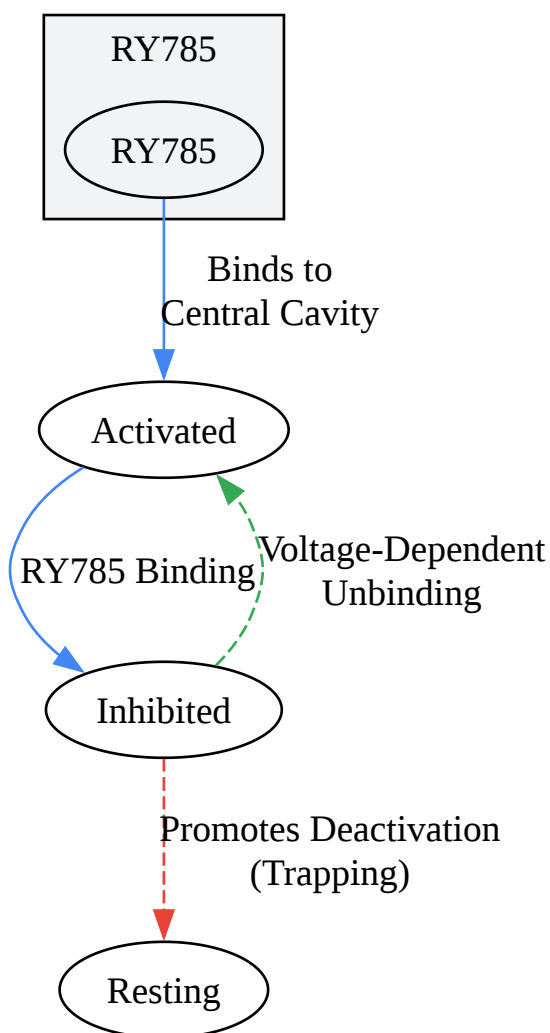 RY785
RY785
Binds to
Central Cavity
Activated
RY785 Binding
Voltage-Dependent
Unbinding
Inhibited
Promotes Deactivation
(Trapping)
Resting